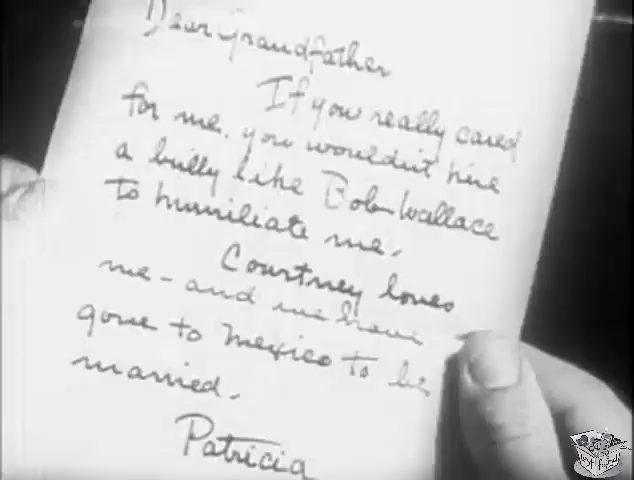 Dear Grandfather
If you really cared
for me, you wouldn't hire
a bully like Bob Wallace
to humiliate me.
Courtney loves
me - and we have
gone to Mexico to be
married.
Patricia